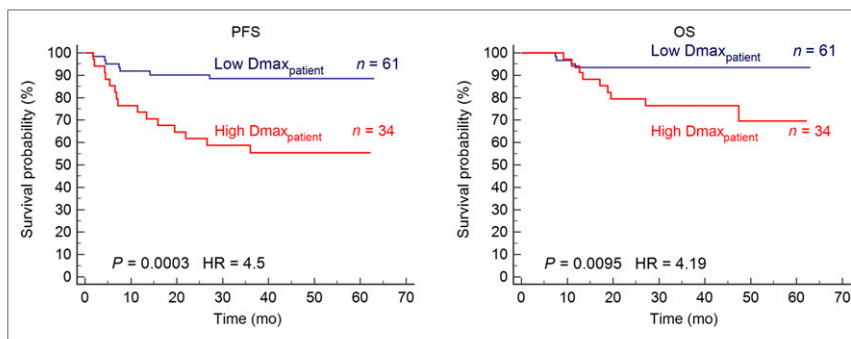 PFS
Survival probability (%)
100
90
80
70
60
50
40
30
20
10
0
Low Dmaxpatient n = 61
High Dmaxpatient n = 34
P = 0.0003 HR = 4.5
0 10 20 30 40 50 60 70
Time (mo)
OS
Survival probability (%)
100
90
80
70
60
50
40
30
20
10
0
Low Dmaxpatient n = 61
High Dmaxpatient n = 34
P = 0.0095 HR = 4.19
0 10 20 30 40 50 60 70
Time (mo)